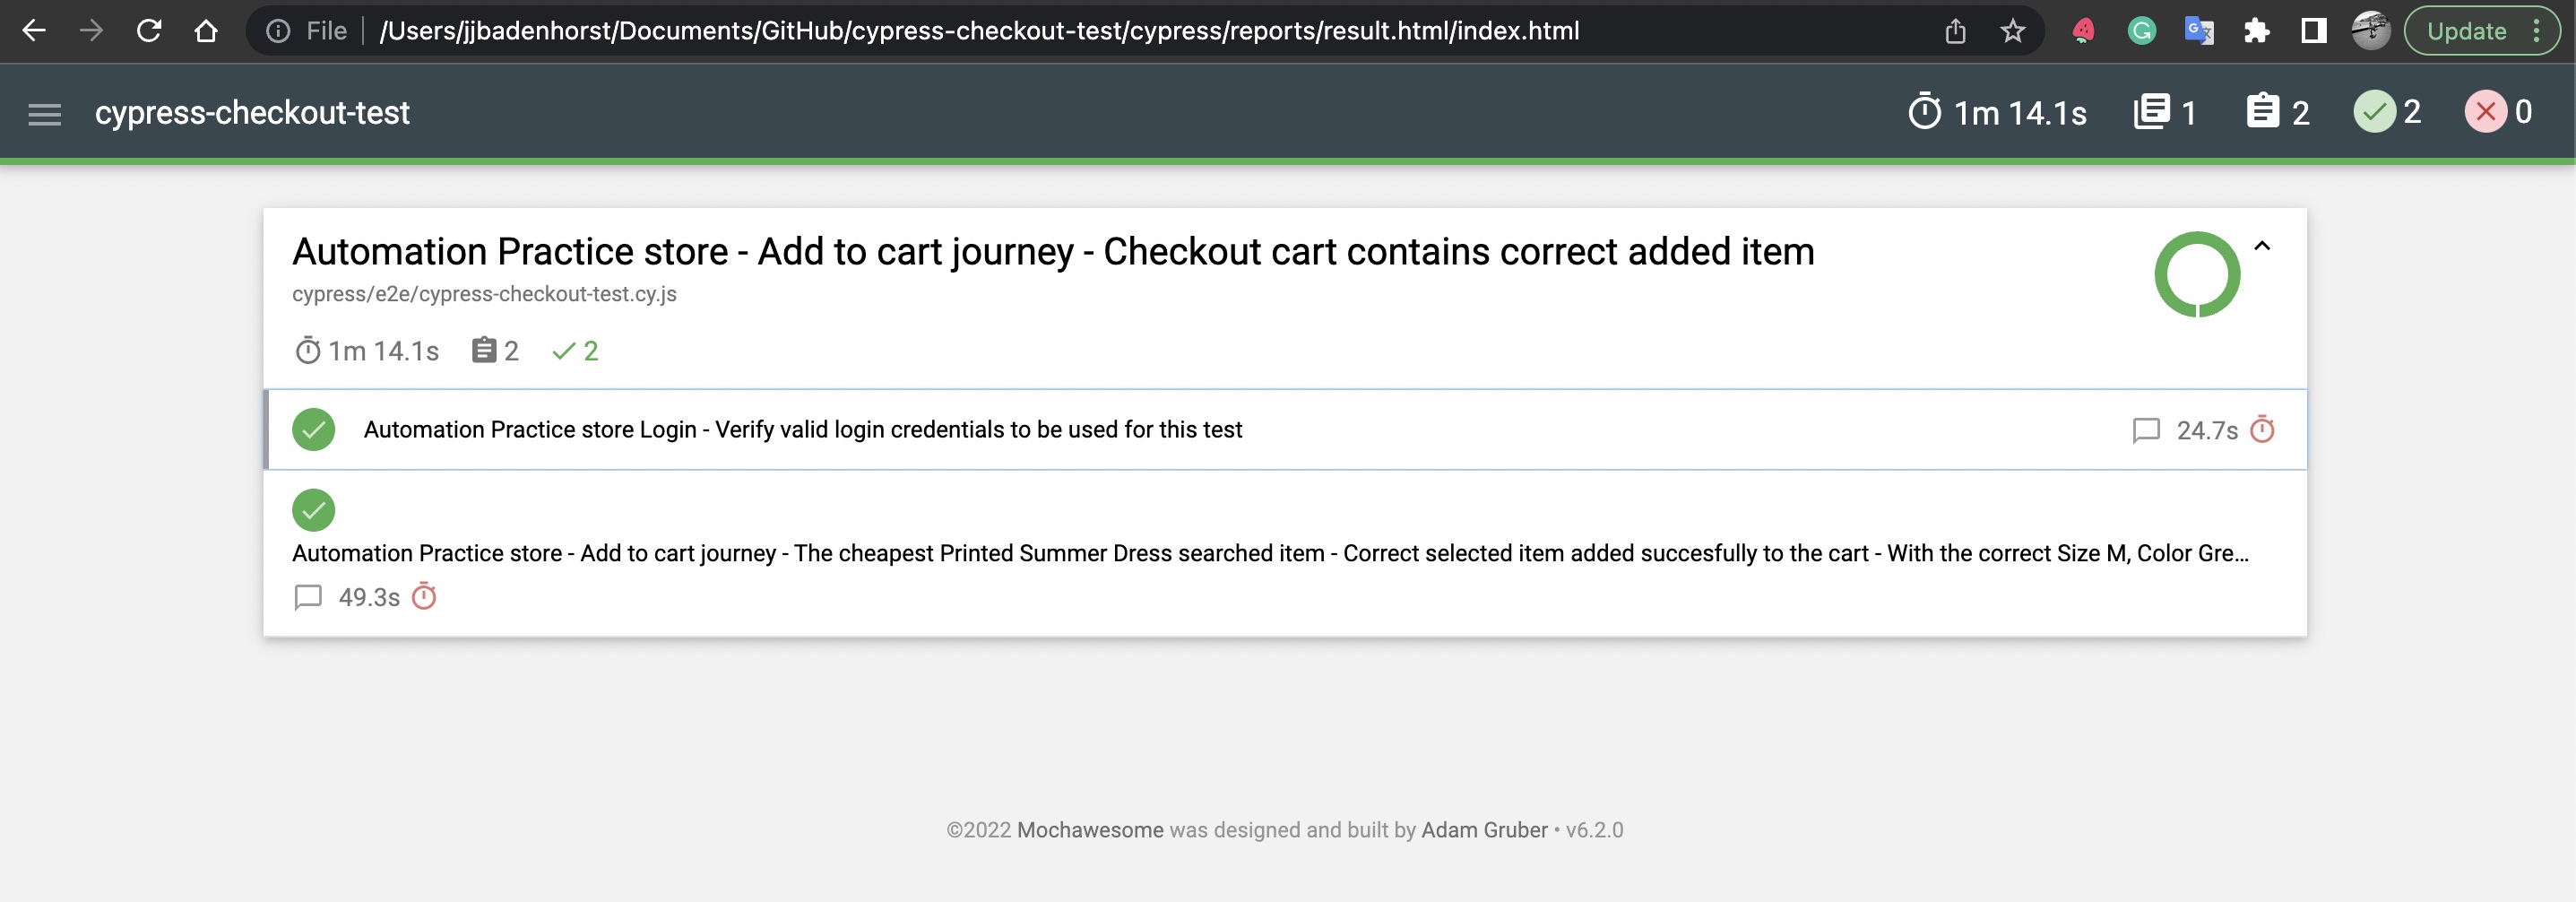 File /Users/jjbadenhorst/Documents/GitHub/cypress-checkout-test/cypress/reports/result.html/index.html Update
cypress-checkout-test 1m 14.1s 1 2 2 0
Automation Practice store - Add to cart journey - Checkout cart contains correct added item
cypress/e2e/cypress-checkout-test.cy.js
1m 14.1s 2 2
Automation Practice store Login - Verify valid login credentials to be used for this test 24.7s
Automation Practice store - Add to cart journey - The cheapest Printed Summer Dress searched item - Correct selected item added succesfully to the cart - With the correct Size M, Color Gre...
49.3s
©2022 Mochawesome was designed and built by Adam Gruber • v6.2.0